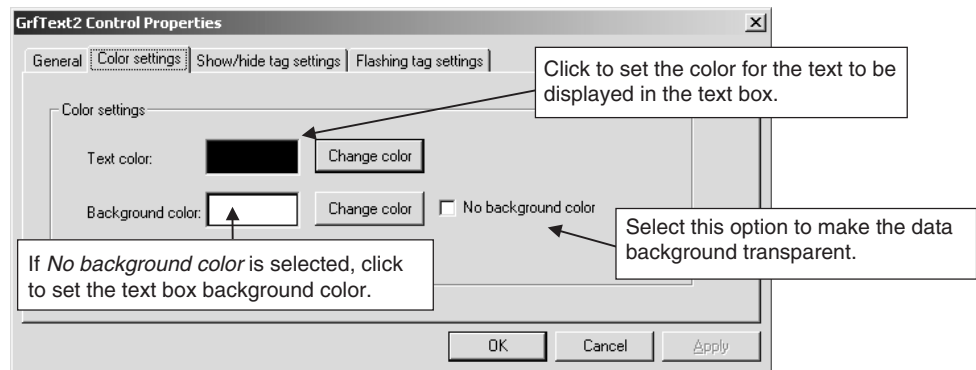 GrfText2 Control Properties
General Color settings Show/hide tag settings Flashing tag settings
Click to set the color for the text to be
displayed in the text box.
Color settings
Text color: Change color
Background color: Change color No background color
Select this option to make the data
background transparent.
If No background color is selected, click
to set the text box background color.
OK Cancel Apply